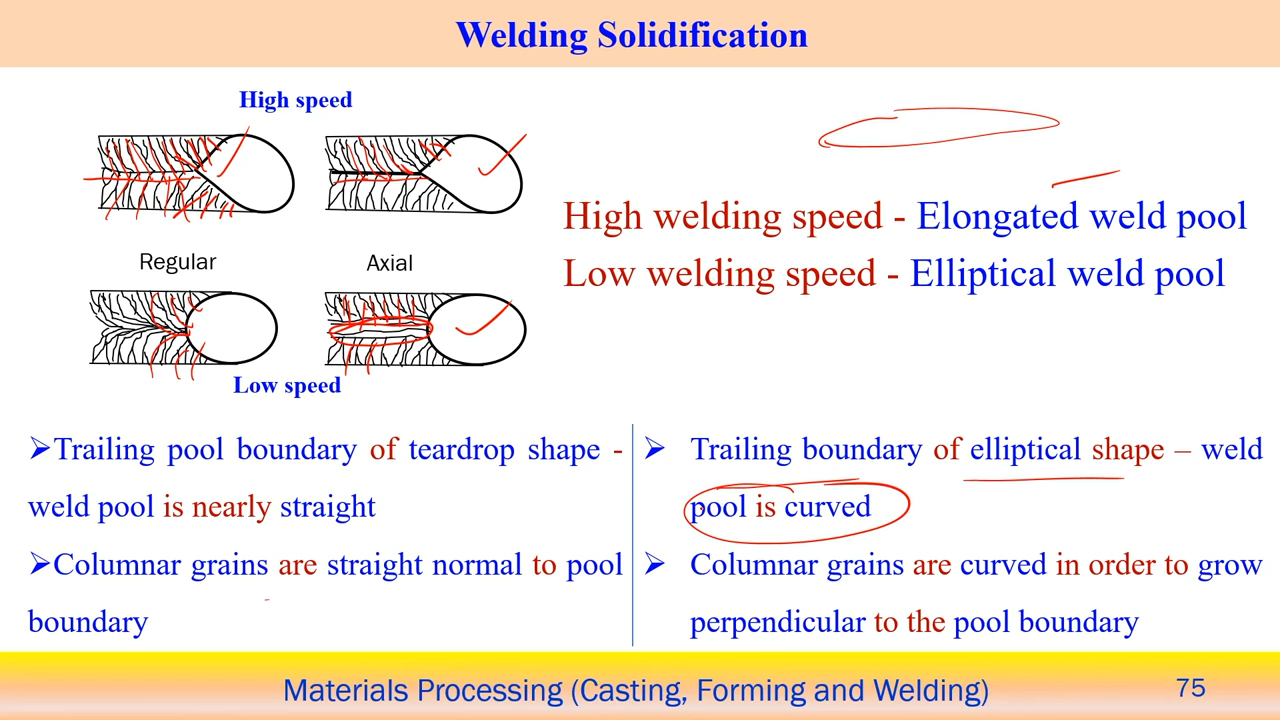 Welding Solidification
High speed
Regular
Axial
Low speed
High welding speed - Elongated weld pool
Low welding speed - Elliptical weld pool
➢Trailing pool boundary of teardrop shape -
weld pool is nearly straight
➢Columnar grains are straight normal to pool
boundary
➢ Trailing boundary of elliptical shape – weld
pool is curved
➢ Columnar grains are curved in order to grow
perpendicular to the pool boundary
Materials Processing (Casting, Forming and Welding)
75